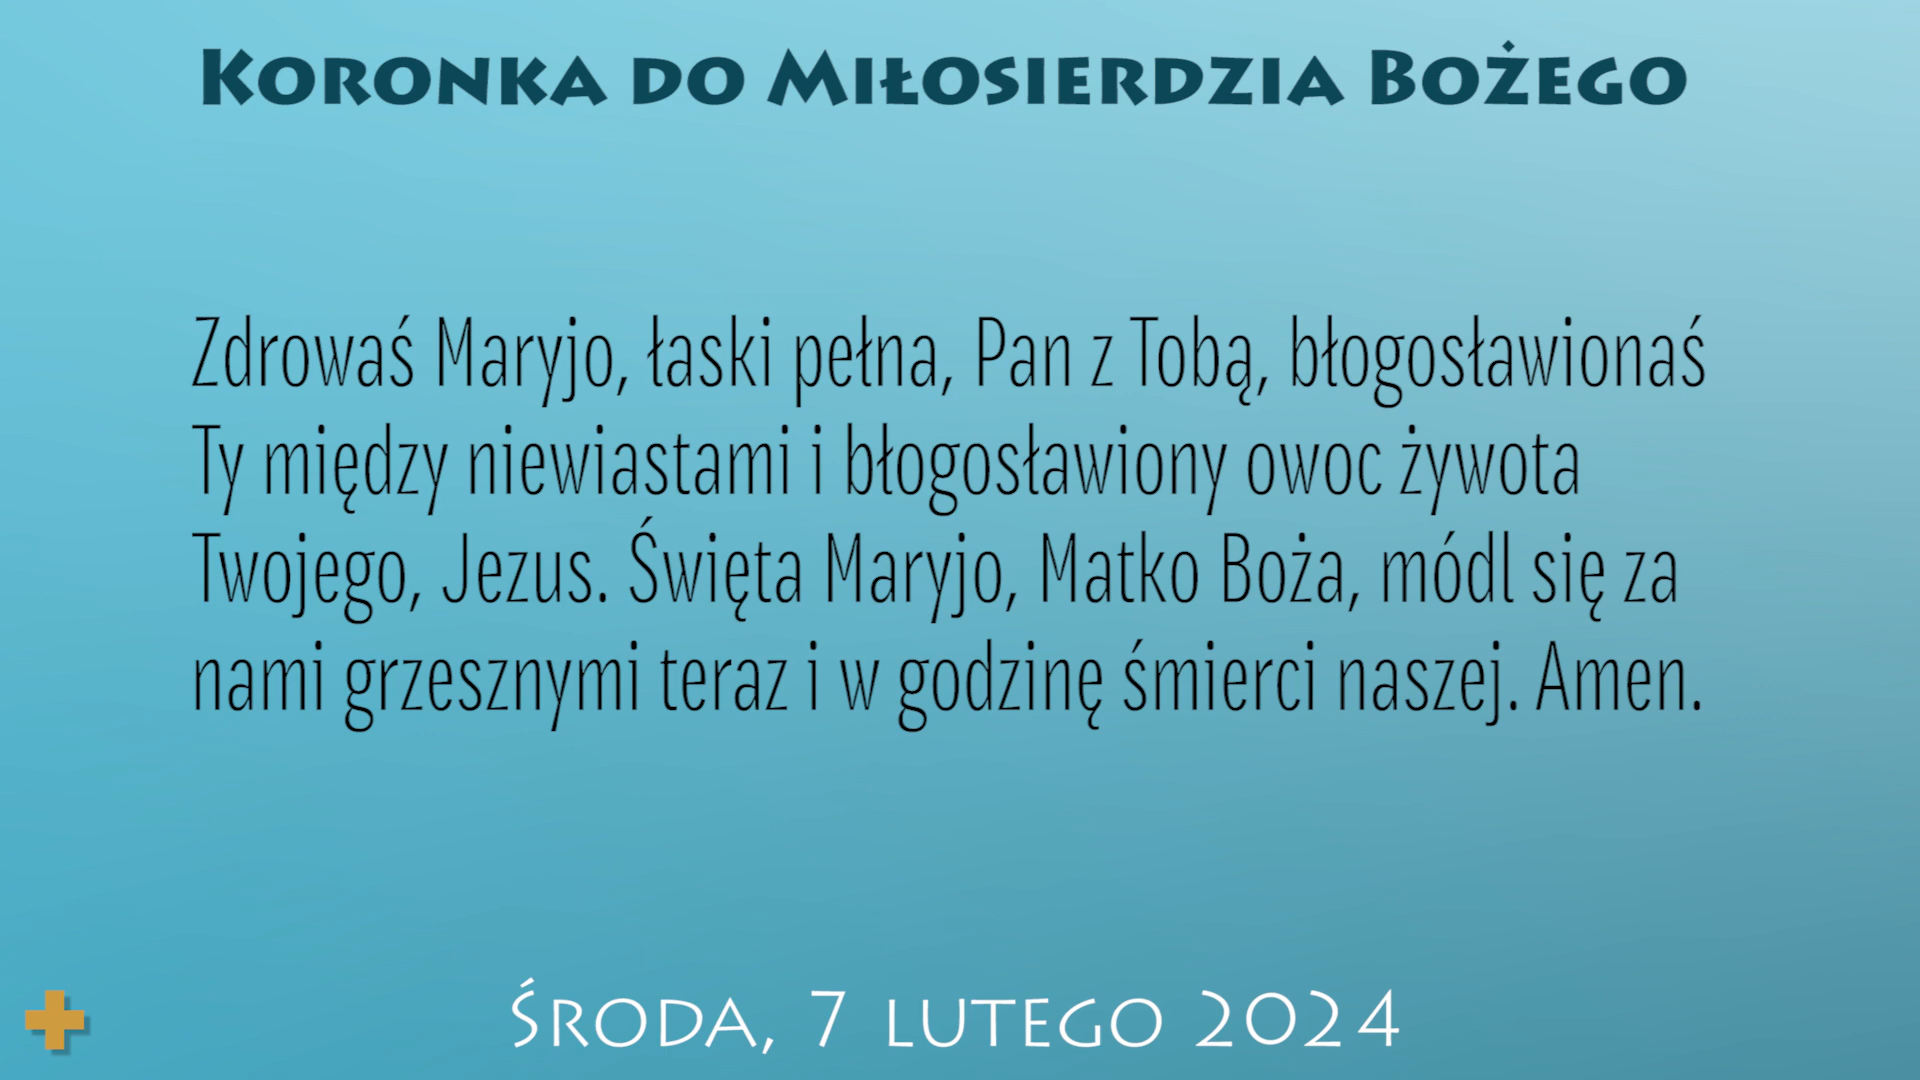 Koronka do Miłosierdzia Bożego
Zdrowaś Maryjo, łaski pełna, Pan z Tobą, błogosławionaś
Ty między niewiastami i błogosławiony owoc żywota
Twojego, Jezus. Święta Maryjo, Matko Boża, módl się za
nami grzesznymi teraz i w godzinę śmierci naszej. Amen.
Środa, 7 lutego 2024